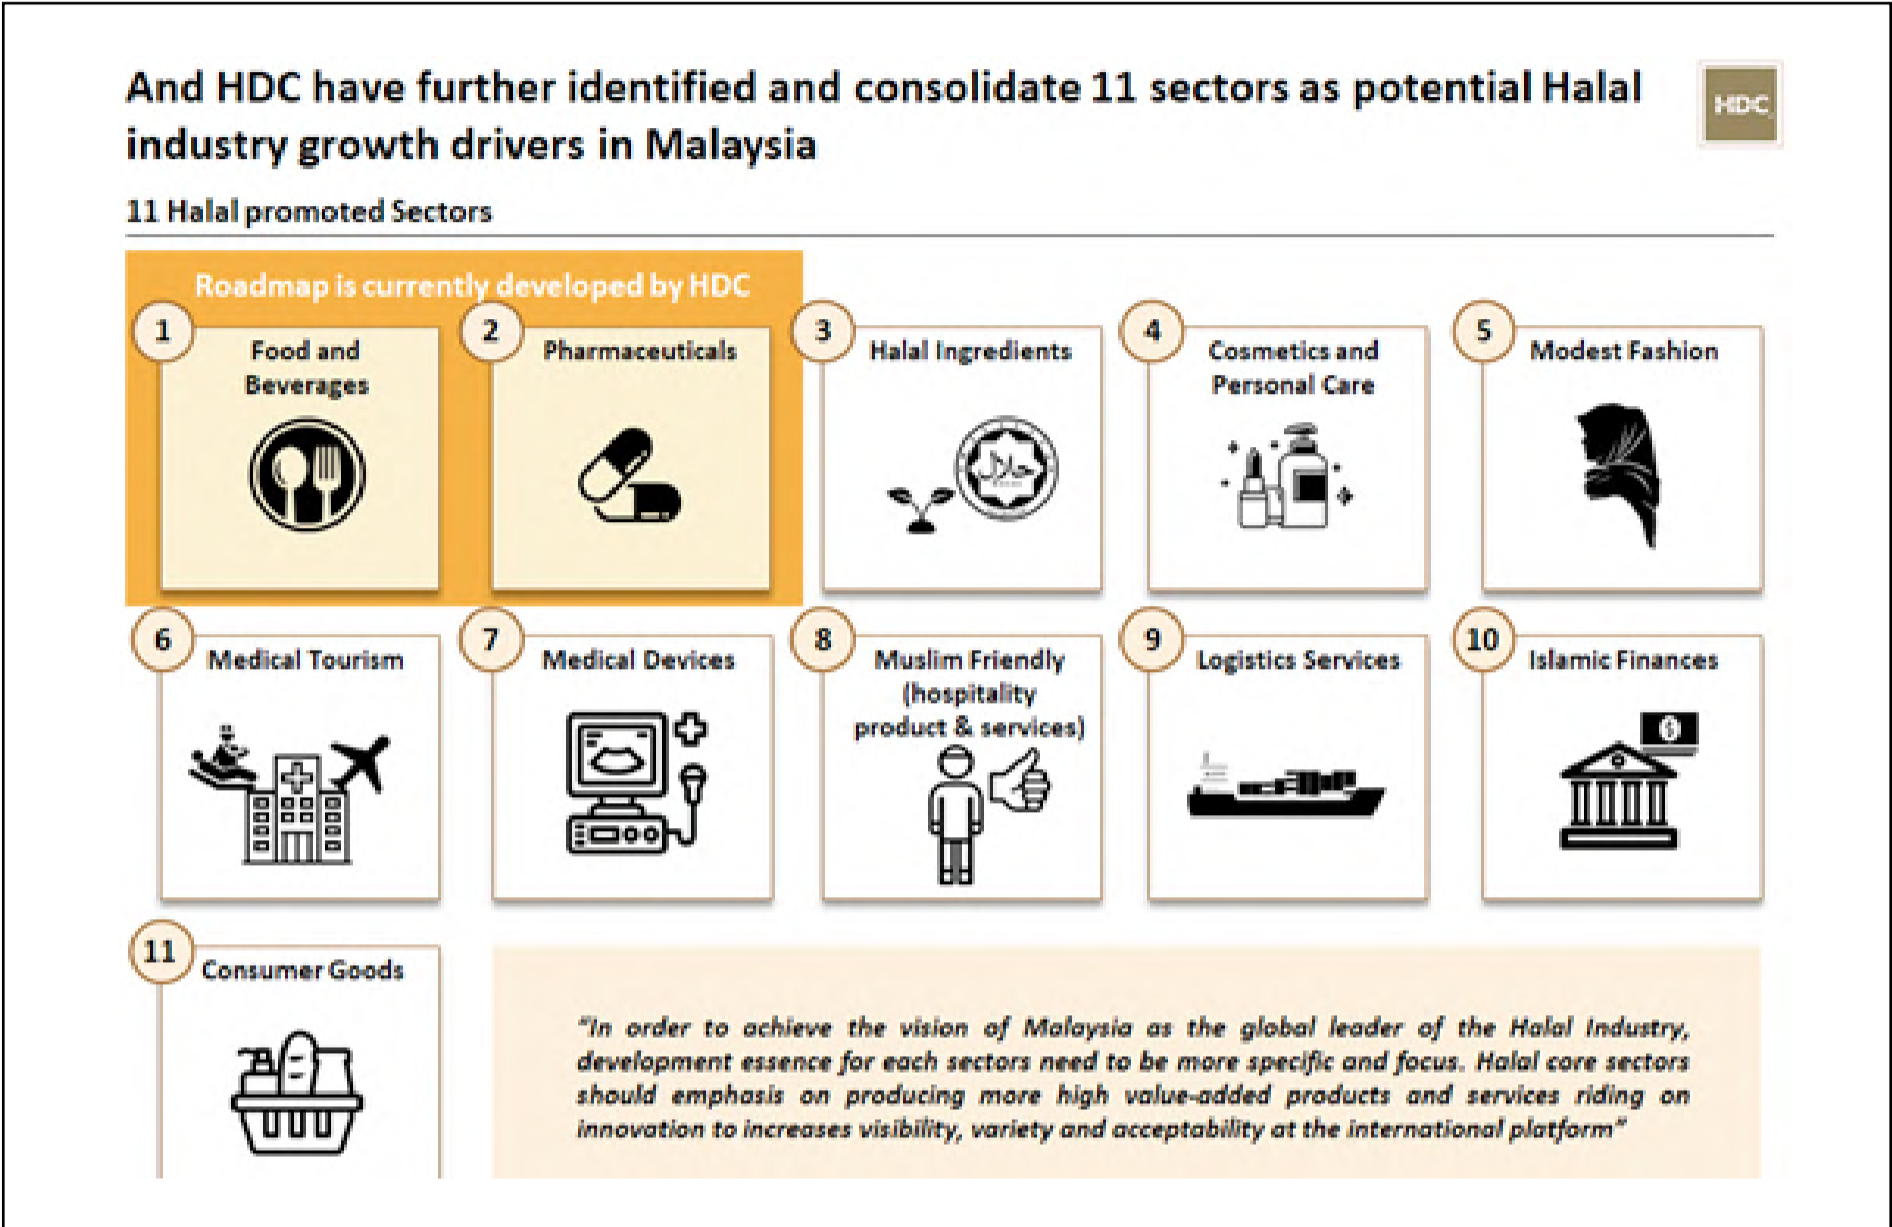 And HDC have further identified and consolidate 11 sectors as potential Halal
industry growth drivers in Malaysia
HDC
11 Halal promoted Sectors
Roadmap is currently developed by HDC
1
Food and
Beverages
2
Pharmaceuticals
3
Halal Ingredients
حلال
4
Cosmetics and
Personal Care
5
Modest Fashion
6
Medical Tourism
7
Medical Devices
8
Muslim Friendly
(hospitality
product & services)
9
Logistics Services
10
Islamic Finances
11
Consumer Goods
"In order to achieve the vision of Malaysia as the global leader of the Halal Industry,
development essence for each sectors need to be more specific and focus. Halal core sectors
should emphasis on producing more high value-added products and services riding on
innovation to increases visibility, variety and acceptability at the international platform"